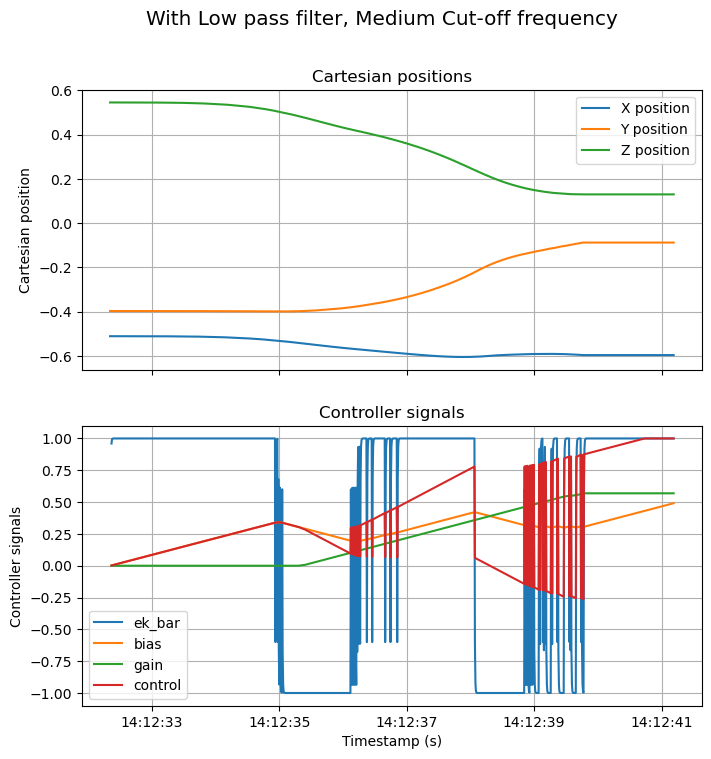 With Low pass filter, Medium Cut-off frequency
Cartesian positions
Cartesian position
0.6
0.4
0.2
0.0
−0.2
−0.4
−0.6
X position
Y position
Z position
Controller signals
Controller signals
1.00
0.75
0.50
0.25
0.00
−0.25
−0.50
−0.75
−1.00
ek_bar
bias
gain
control
14:12:33 14:12:35 14:12:37 14:12:39 14:12:41
Timestamp (s)